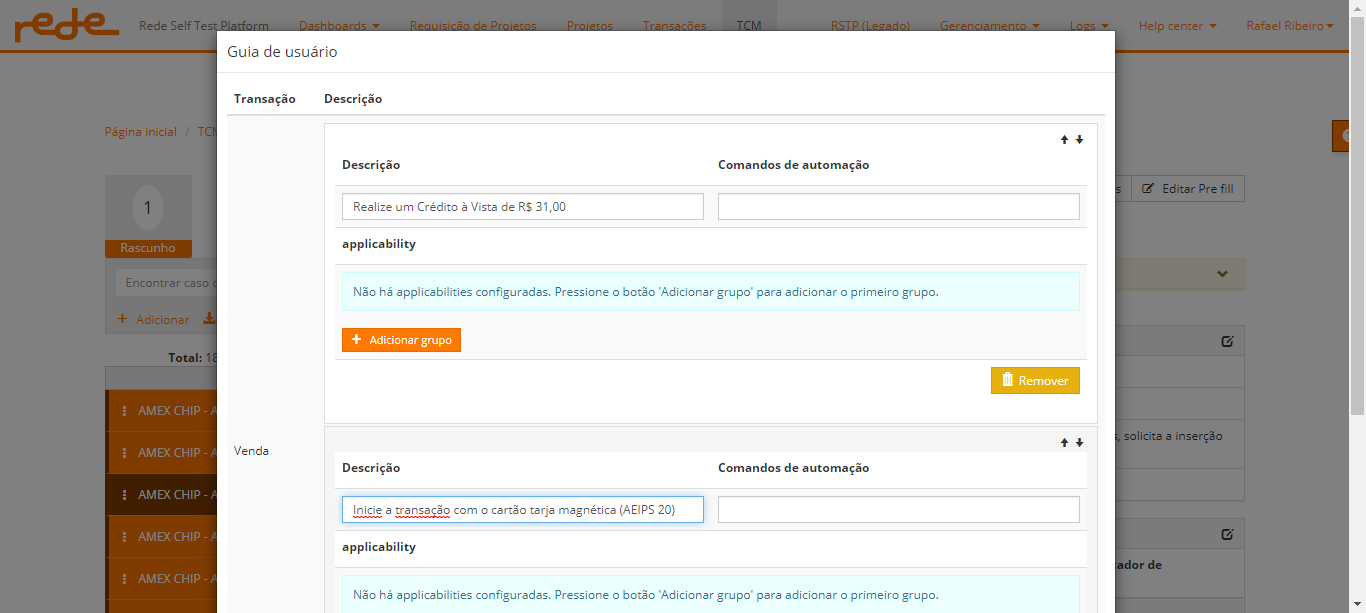 rede Rede Self Test Platform Dashboards Requisição de Projetos Projetos Transações TCM RSTP (Legado) Gerenciamento Logs Help center Rafael Ribeiro
Guia de usuário
Transação Descrição
Página inicial / TCM
Descrição Comandos de automação
Editar Pre fill
1
Realize um Crédito à Vista de R$ 31,00
Rascunho
applicability
Encontrar caso
Não há applicabilities configuradas. Pressione o botão 'Adicionar grupo' para adicionar o primeiro grupo.
+ Adicionar
+ Adicionar grupo
Total: 18
Remover
AMEX CHIP - A
, solicita a inserção
AMEX CHIP - A
Venda
Descrição Comandos de automação
AMEX CHIP - A
Inicie a transação com o cartão tarja magnética (AEIPS 20)
AMEX CHIP - A
applicability
tador de
AMEX CHIP - A
Não há applicabilities configuradas. Pressione o botão 'Adicionar grupo' para adicionar o primeiro grupo.